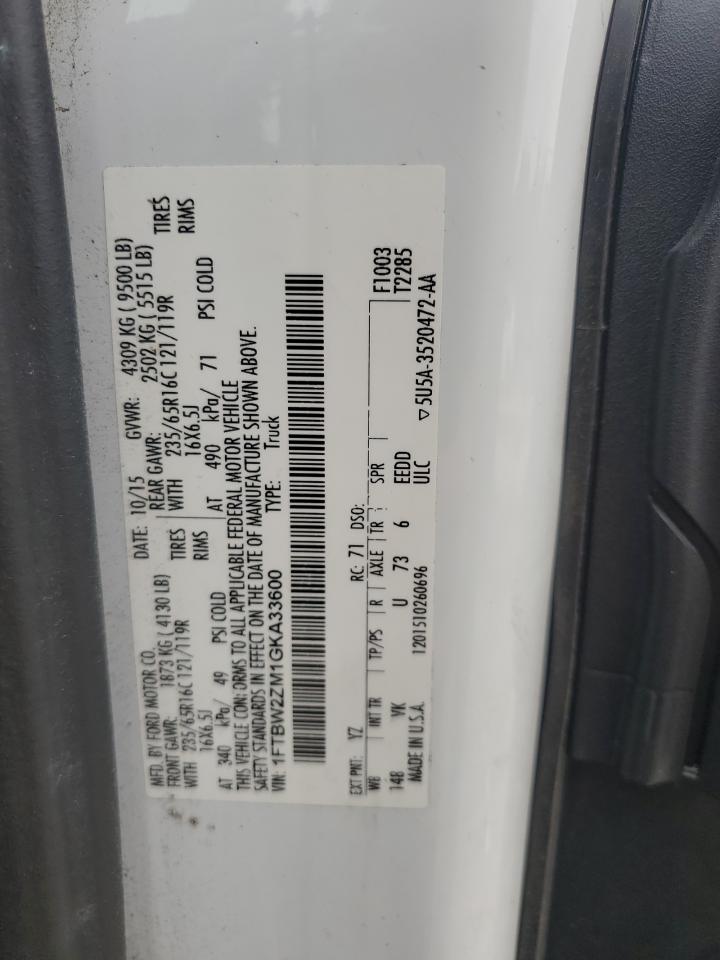 MFD. BY FORD MOTOR CO.
DATE: 10/15 GVWR: 4309 KG ( 9500 LB)
FRONT GAWR: 1873 KG ( 4130 LB)
REAR GAWR: 2502 KG ( 5515 LB)
WITH 235/65R16C 121/119R TIRES
WITH 235/65R16C 121/119R TIRES
16X6.5J RIMS
16X6.5J RIMS
AT 340 kPa/ 49 PSI COLD
AT 490 kPa/ 71 PSI COLD
THIS VEHICLE CONFORMS TO ALL APPLICABLE FEDERAL MOTOR VEHICLE
SAFETY STANDARDS IN EFFECT ON THE DATE OF MANUFACTURE SHOWN ABOVE.
VIN: 1FTBW2ZM1GKA33600 TYPE: Truck
EXT PNT: YZ RC: 71 DSO: F1003
WB INT TR TP/PS R AXLE TR SPR T2285
148 YK U 73 6 EEDD
MADE IN U.S.A. 1201510260696 ULC ▽5U5A-3520472-AA